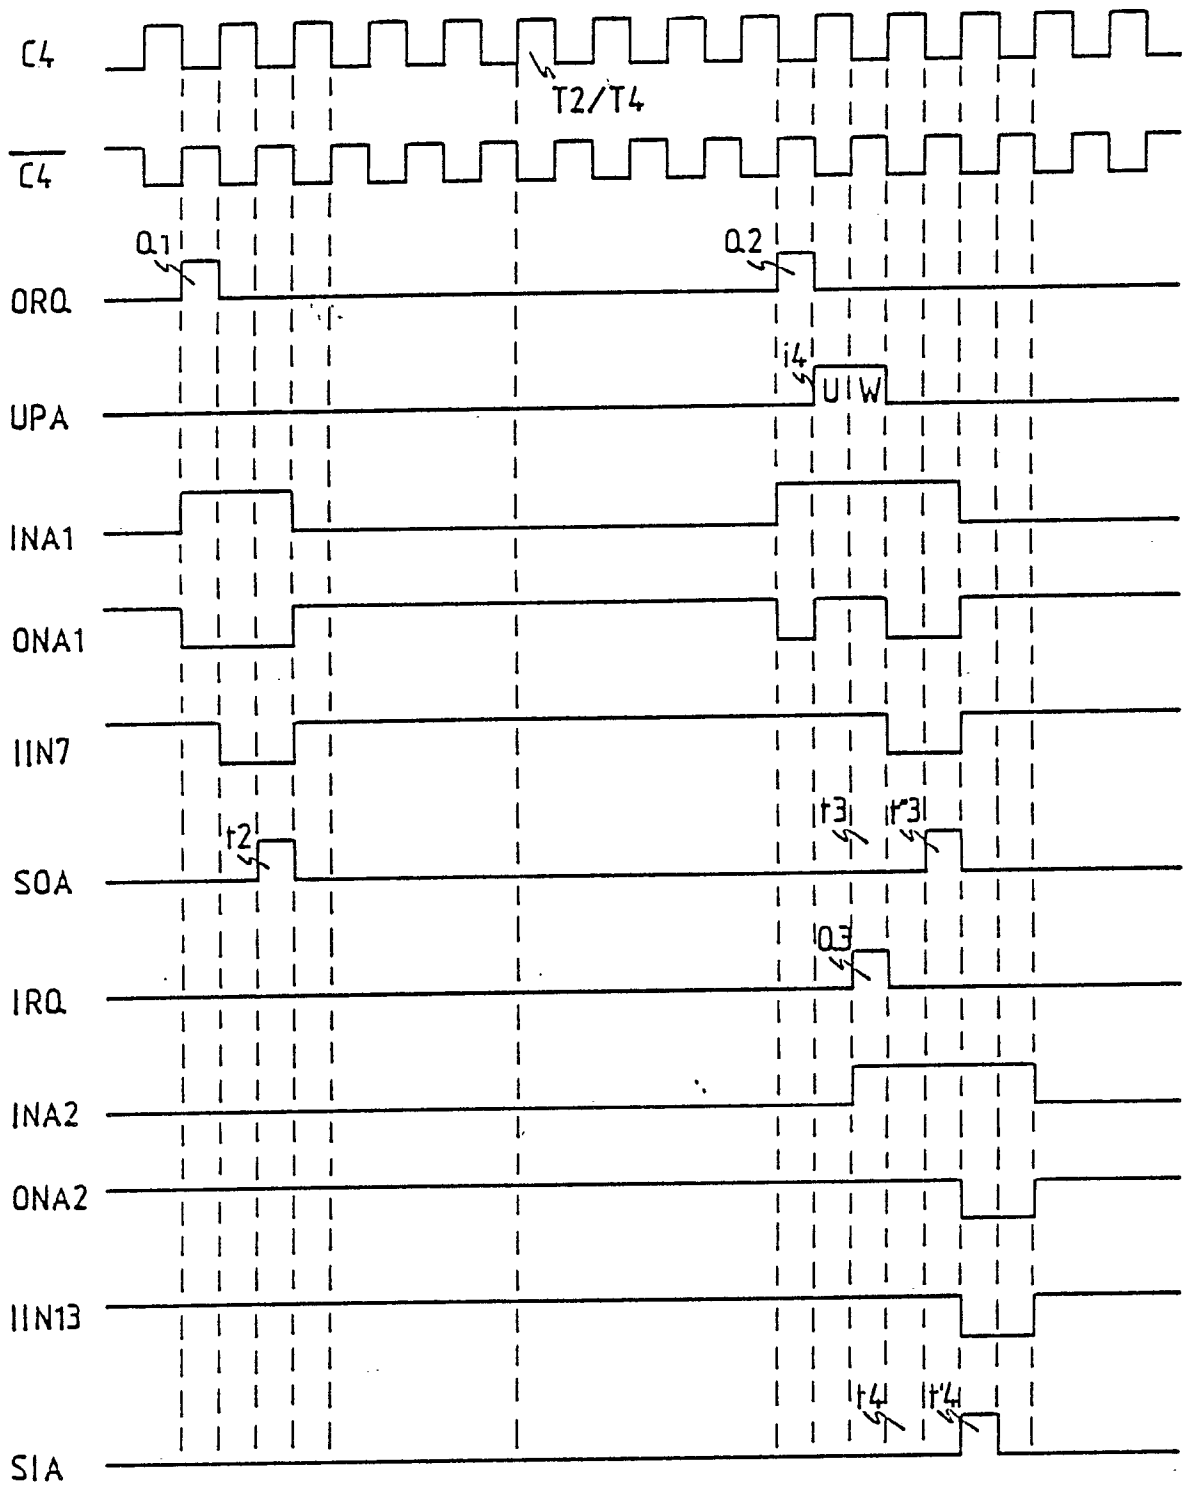 C4
T2/T4
C4
Q1
Q2
ORQ
i4
U W
UPA
INA1
ONA1
IIN7
t3 t"3
t2
SOA
Q3
IRQ
INA2
ONA2
IIN13
t4 t'4
SIA